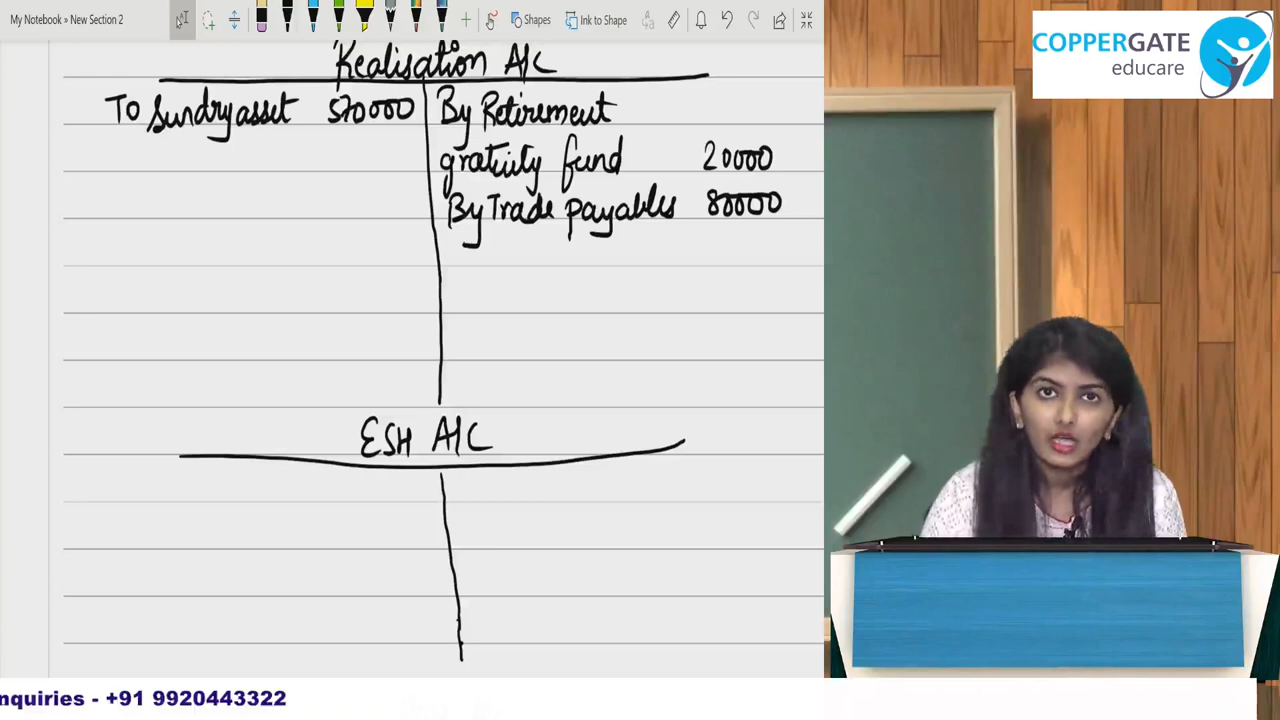 My Notebook » New Section 2
Shapes
Ink to Shape
COPPERGATE
educare
Realisation A/C
To Sundry asset 570000
By Retirement
gratiuity fund 20000
By Trade payables 80000
ESH A/C
nquiries - +91 9920443322